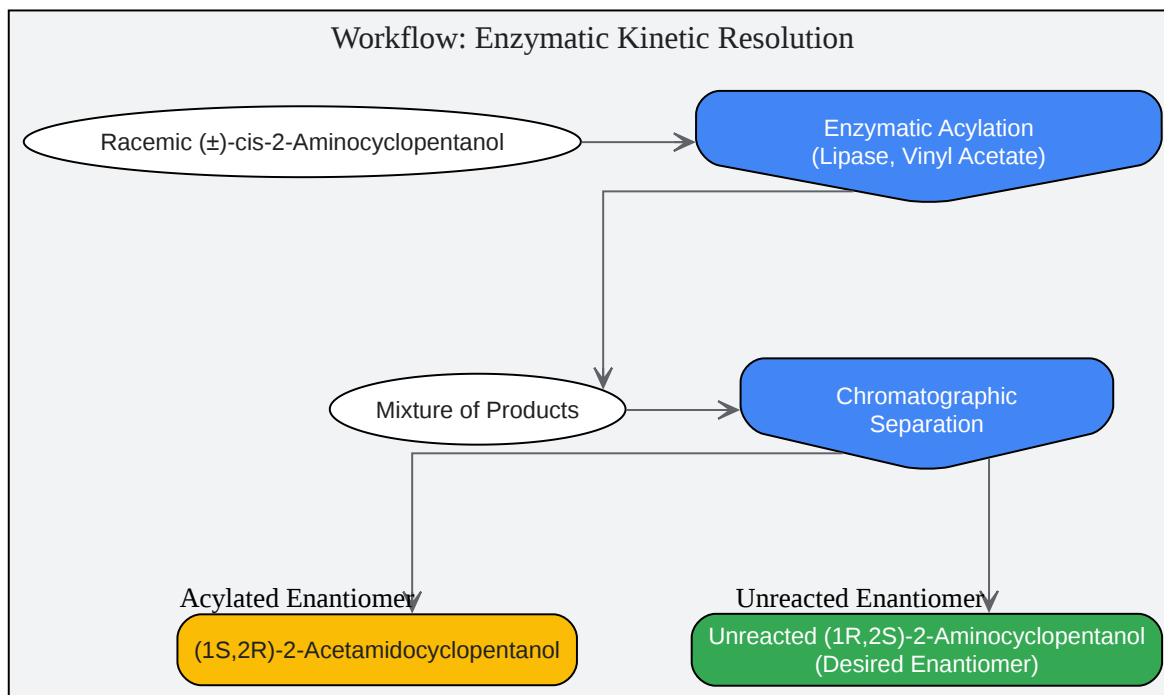 Workflow: Enzymatic Kinetic Resolution
Racemic (±)-cis-2-Aminocyclopentanol
Enzymatic Acylation
(Lipase, Vinyl Acetate)
Mixture of Products
Chromatographic
Separation
Acylated Enantiomer
(1S,2R)-2-Acetamidocyclopentanol
Unreacted Enantiomer
Unreacted (1R,2S)-2-Aminocyclopentanol
(Desired Enantiomer)